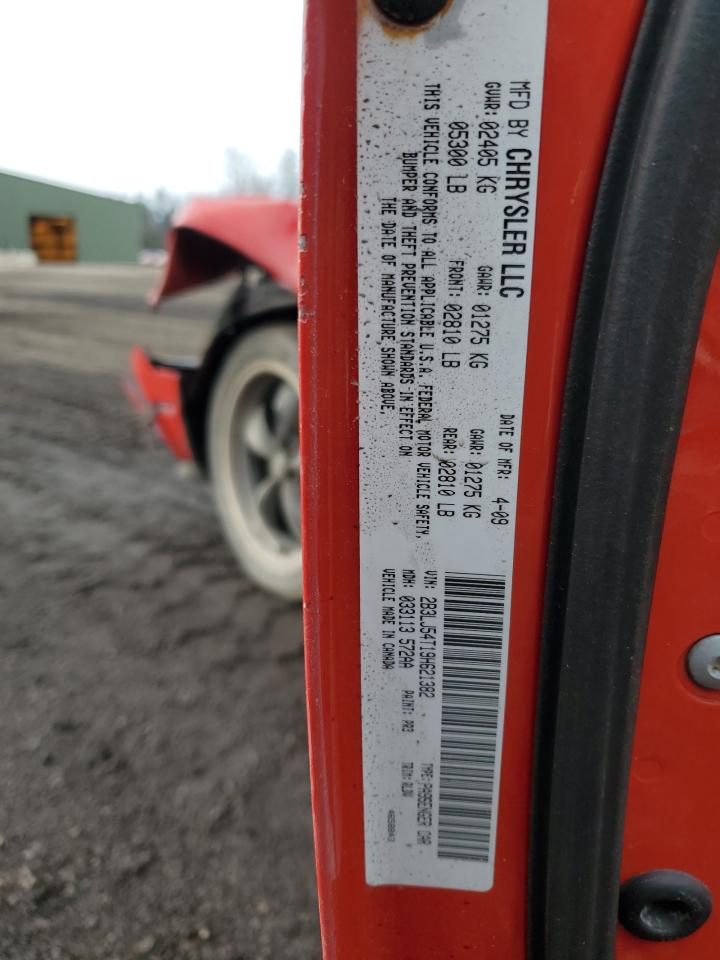 MFD BY CHRYSLER LLC
DATE OF MFR: 4-09
GVWR: 02405 KG
GAWR: 01275 KG
GAWR: 01275 KG
05300 LB
FRONT: 02810 LB
REAR: 02810 LB
THIS VEHICLE CONFORMS TO ALL APPLICABLE U.S.A. FEDERAL MOTOR VEHICLE SAFETY,
BUMPER AND THEFT PREVENTION STANDARDS IN EFFECT ON
THE DATE OF MANUFACTURE SHOWN ABOVE.
VIN: 2B3LJ54T19H621382
TYPE: PASSENGER CAR
MDH: 033113 572AA
PAINT: PR3
TRIM:
VEHICLE MADE IN CANADA